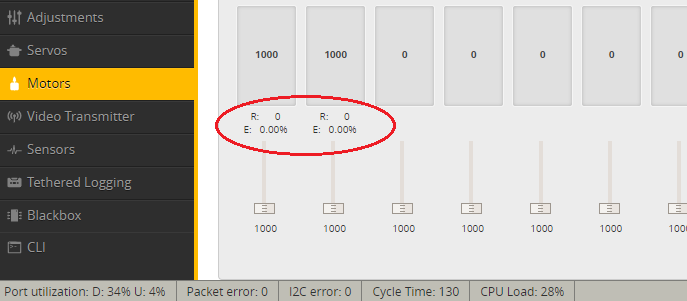 Adjustments
Servos
Motors
Video Transmitter
Sensors
Tethered Logging
Blackbox
CLI
1000 1000 0 0 0 0
R: 0 R: 0
E: 0.00% E: 0.00%
1000 1000 1000 1000 1000 1000
Port utilization: D: 34% U: 4% Packet error: 0 I2C error: 0 Cycle Time: 130 CPU Load: 28%